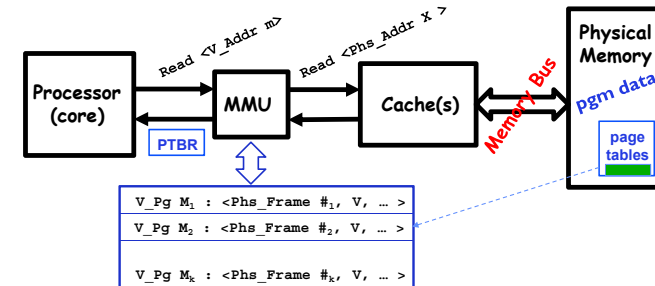 Read <V_Addr m>
Read <Phs_Addr X >
Physical
Memory
Processor
(core)
MMU
Cache(s)
Memory Bus
pgm data
PTBR
page
tables
V_Pg M₁ : <Phs_Frame #₁, V, … >
V_Pg M₂ : <Phs_Frame #₂, V, … >
V_Pg Mₖ : <Phs_Frame #ₖ, V, … >